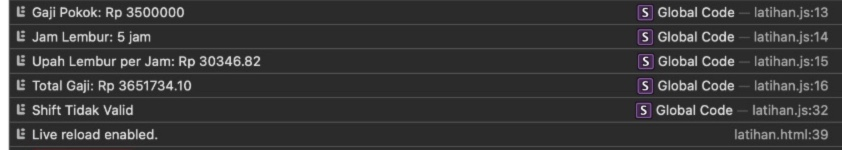 Gaji Pokok: Rp 3500000 S Global Code — latihan.js:13
Jam Lembur: 5 jam S Global Code — latihan.js:14
Upah Lembur per Jam: Rp 30346.82 S Global Code — latihan.js:15
Total Gaji: Rp 3651734.10 S Global Code — latihan.js:16
Shift Tidak Valid S Global Code — latihan.js:32
Live reload enabled. latihan.html:39